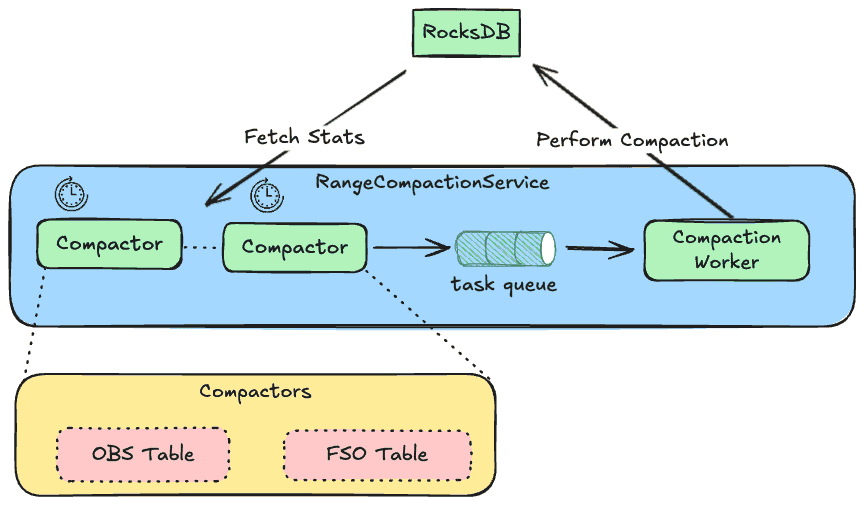 RocksDB
Fetch Stats
Perform Compaction
RangeCompactionService
Compactor
Compactor
Compaction
Worker
task queue
Compactors
OBS Table
FSO Table